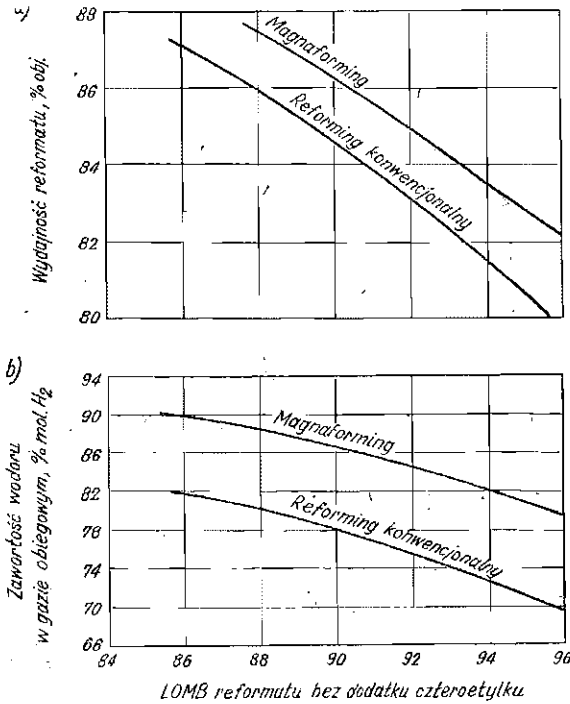 a)
Wydajność reformatu, % obj.
88
86
84
82
80
Magnaforming
Reforming konwencjonalny
b)
Zawartość wodoru
w gazie obiegowym, % mol. H₂
94
90
86
82
78
74
70
66
Magnaforming
Reforming konwencjonalny
84 86 88 90 92 94 96
LOMB reformatu bez dodatku czteroetylku